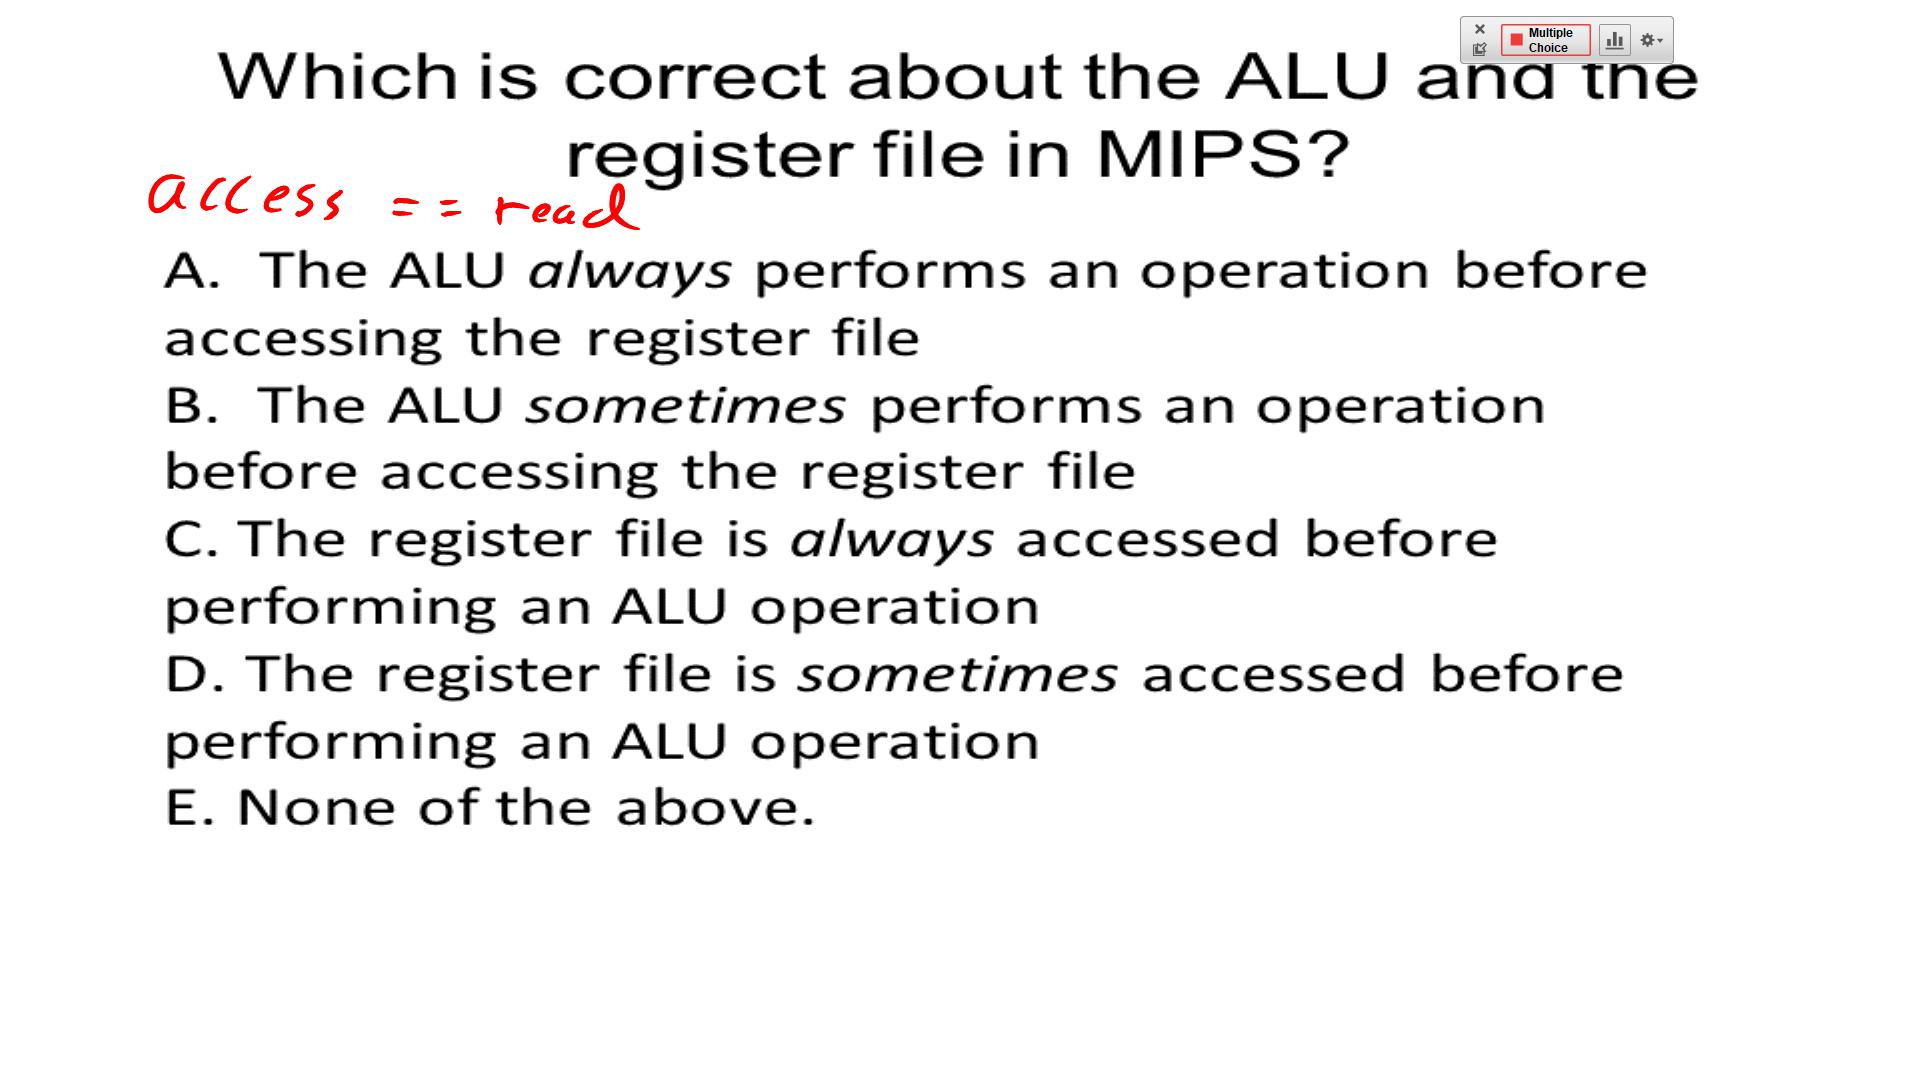 Multiple
Choice
Which is correct about the ALU and the
register file in MIPS?
access == read
A. The ALU always performs an operation before
accessing the register file
B. The ALU sometimes performs an operation
before accessing the register file
C. The register file is always accessed before
performing an ALU operation
D. The register file is sometimes accessed before
performing an ALU operation
E. None of the above.